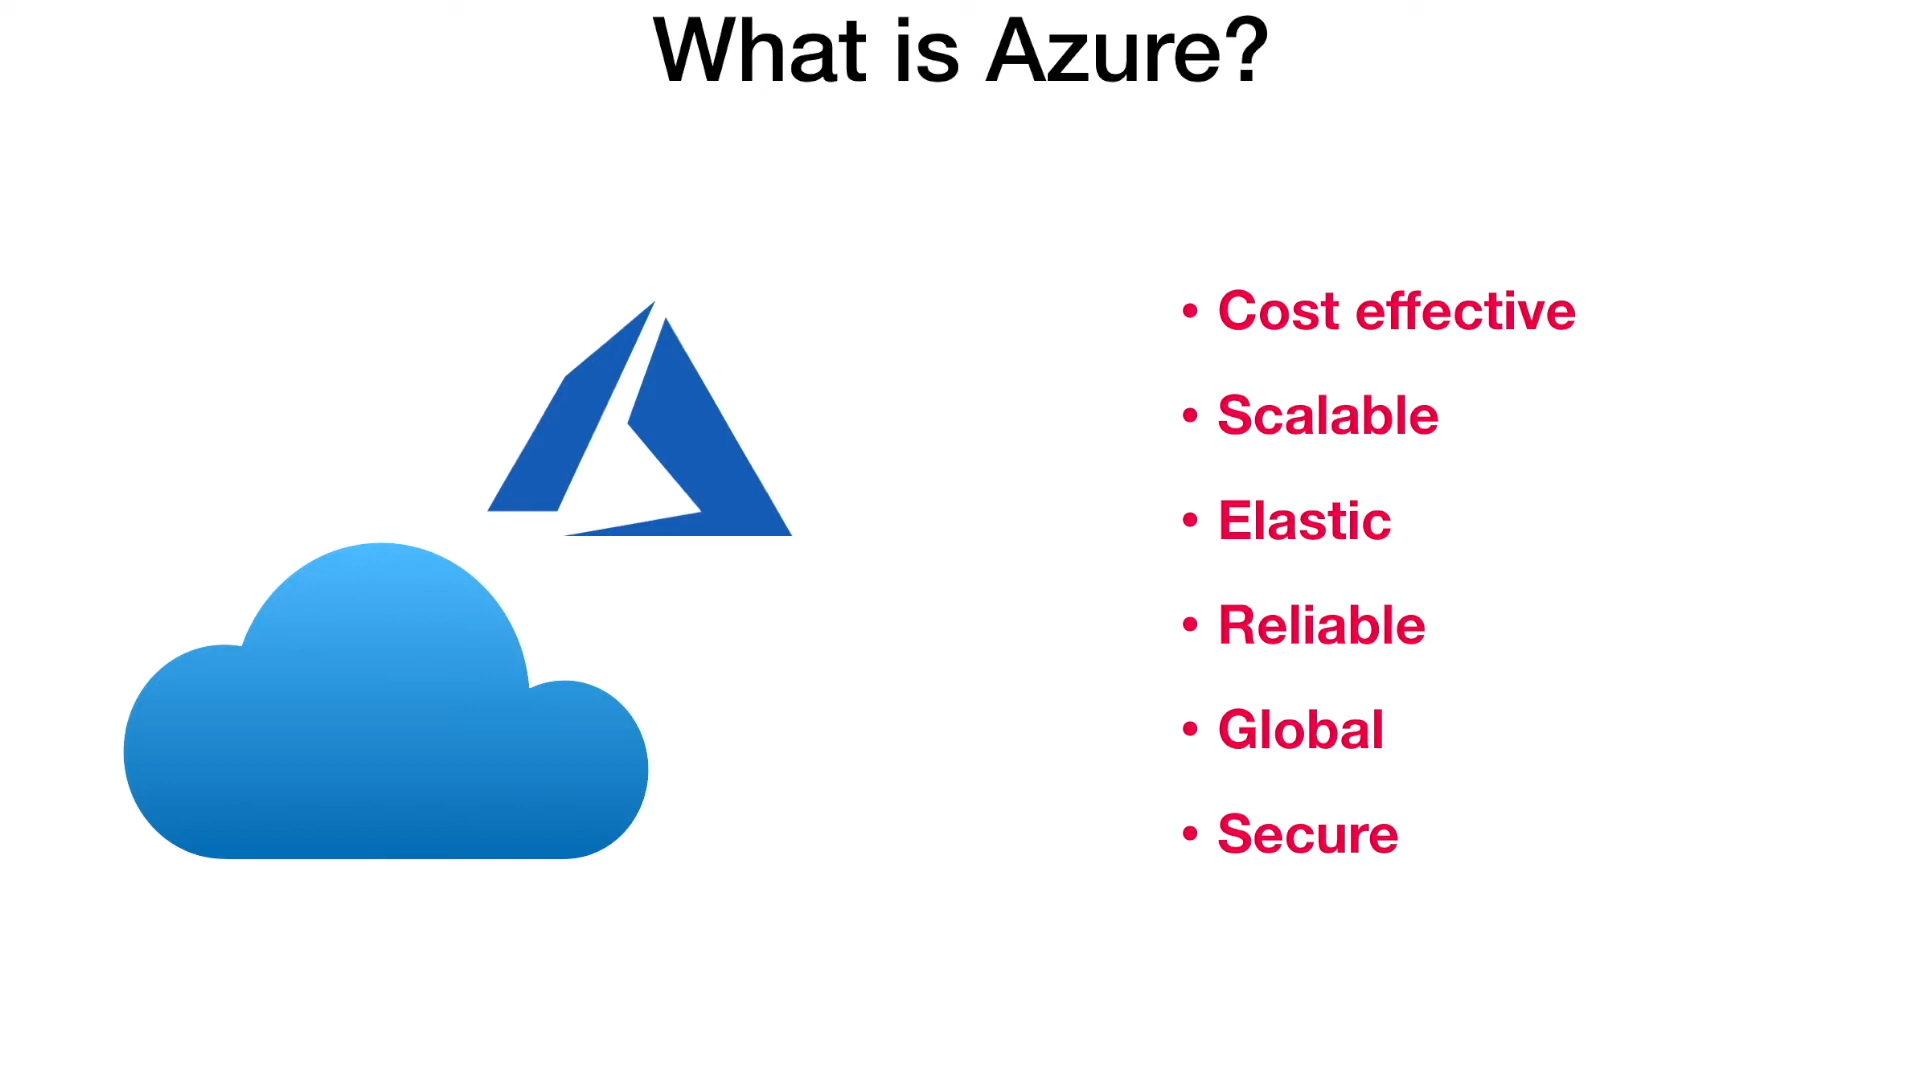 What is Azure?
• Cost effective
• Scalable
• Elastic
• Reliable
• Global
• Secure